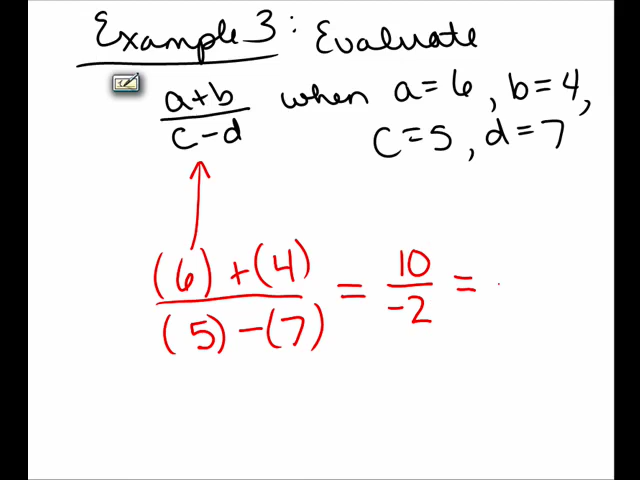 Example 3: Evaluate
a+b when a=6, b=4,
c-d c=5, d=7
(6)+(4) = 10 =
(5)-(7) -2